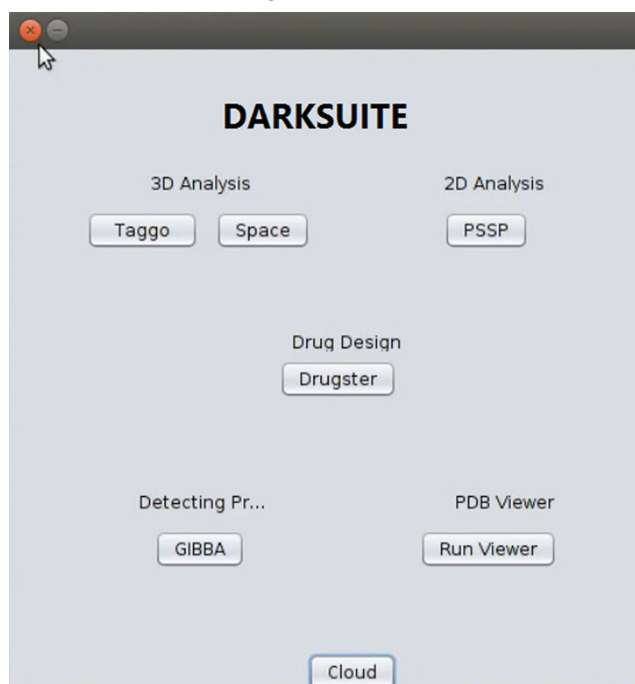 DARKSUITE
3D Analysis 2D Analysis
Taggo Space PSSP
Drug Design
Drugster
Detecting Pr... PDB Viewer
GIBBA Run Viewer
Cloud